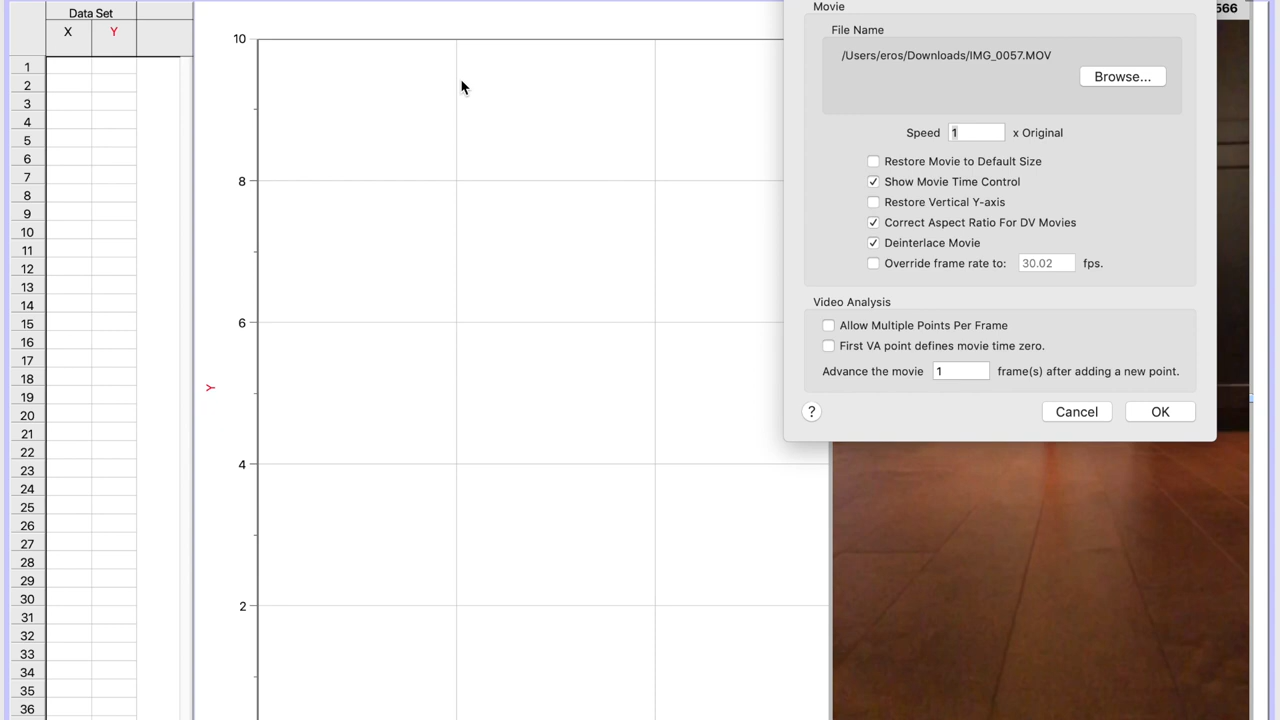 Data Set
X Y
1
2
3
4
5
6
7
8
9
10
11
12
13
14
15
16
17
18
19
20
21
22
23
24
25
26
27
28
29
30
31
32
33
34
35
36
10
8
6
4
2
Y
566
Movie
File Name
/Users/eros/Downloads/IMG_0057.MOV
Browse...
Speed 1 x Original
Restore Movie to Default Size
Show Movie Time Control
Restore Vertical Y-axis
Correct Aspect Ratio For DV Movies
Deinterlace Movie
Override frame rate to: 30.02 fps.
Video Analysis
Allow Multiple Points Per Frame
First VA point defines movie time zero.
Advance the movie 1 frame(s) after adding a new point.
? Cancel OK